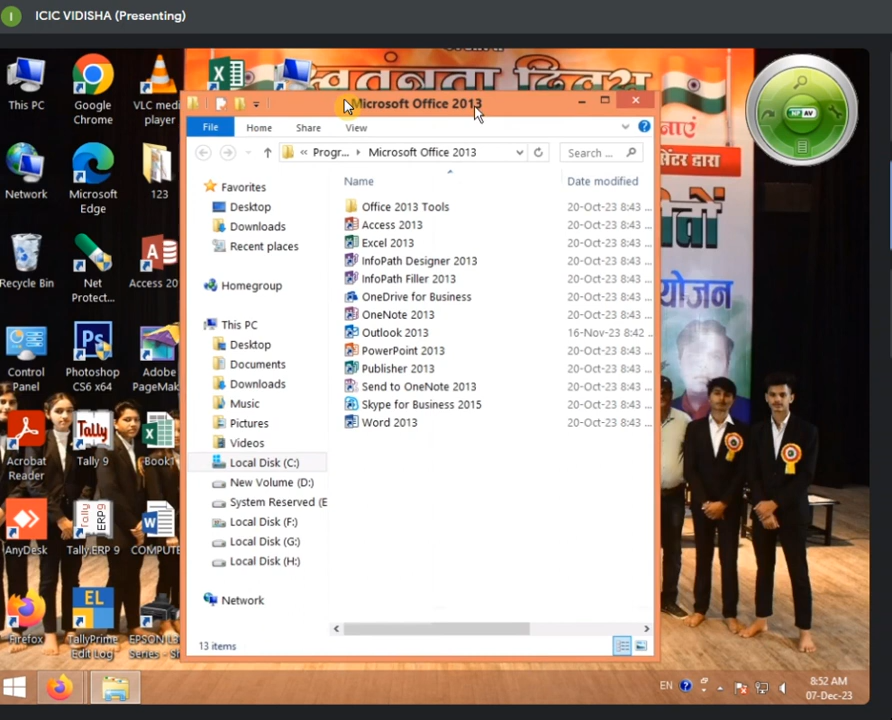 I
ICIC VIDISHA (Presenting)
स्वतंनता दिवस
This PC
Google
Chrome
VLC medi
player
Network
Microsoft
Edge
123
Recycle Bin
Net
Protect...
Access 20
Control
Panel
Photoshop
CS6 x64
Adobe
PageMak
Acrobat
Reader
Tally 9
Book1
AnyDesk
Tally.ERP 9
COMPUTE
Firefox
TallyPrime
Edit Log
EPSON L3
Series - Sh
Microsoft Office 2013
File
Home
Share
View
« Progr... ▸ Microsoft Office 2013
Search ...
Favorites
Desktop
Downloads
Recent places
Homegroup
This PC
Desktop
Documents
Downloads
Music
Pictures
Videos
Local Disk (C:)
New Volume (D:)
System Reserved (E
Local Disk (F:)
Local Disk (G:)
Local Disk (H:)
Network
Name Date modified
Office 2013 Tools 20-Oct-23 8:43 ...
Access 2013 20-Oct-23 8:43 ...
Excel 2013 20-Oct-23 8:43 ...
InfoPath Designer 2013 20-Oct-23 8:43 ...
InfoPath Filler 2013 20-Oct-23 8:43 ...
OneDrive for Business 20-Oct-23 8:43 ...
OneNote 2013 20-Oct-23 8:43 ...
Outlook 2013 16-Nov-23 8:42 ...
PowerPoint 2013 20-Oct-23 8:43 ...
Publisher 2013 20-Oct-23 8:43 ...
Send to OneNote 2013 20-Oct-23 8:43 ...
Skype for Business 2015 20-Oct-23 8:43 ...
Word 2013 20-Oct-23 8:43 ...
13 items
NP AV
सेंटर द्वारा
योजन
EN
8:52 AM
07-Dec-23